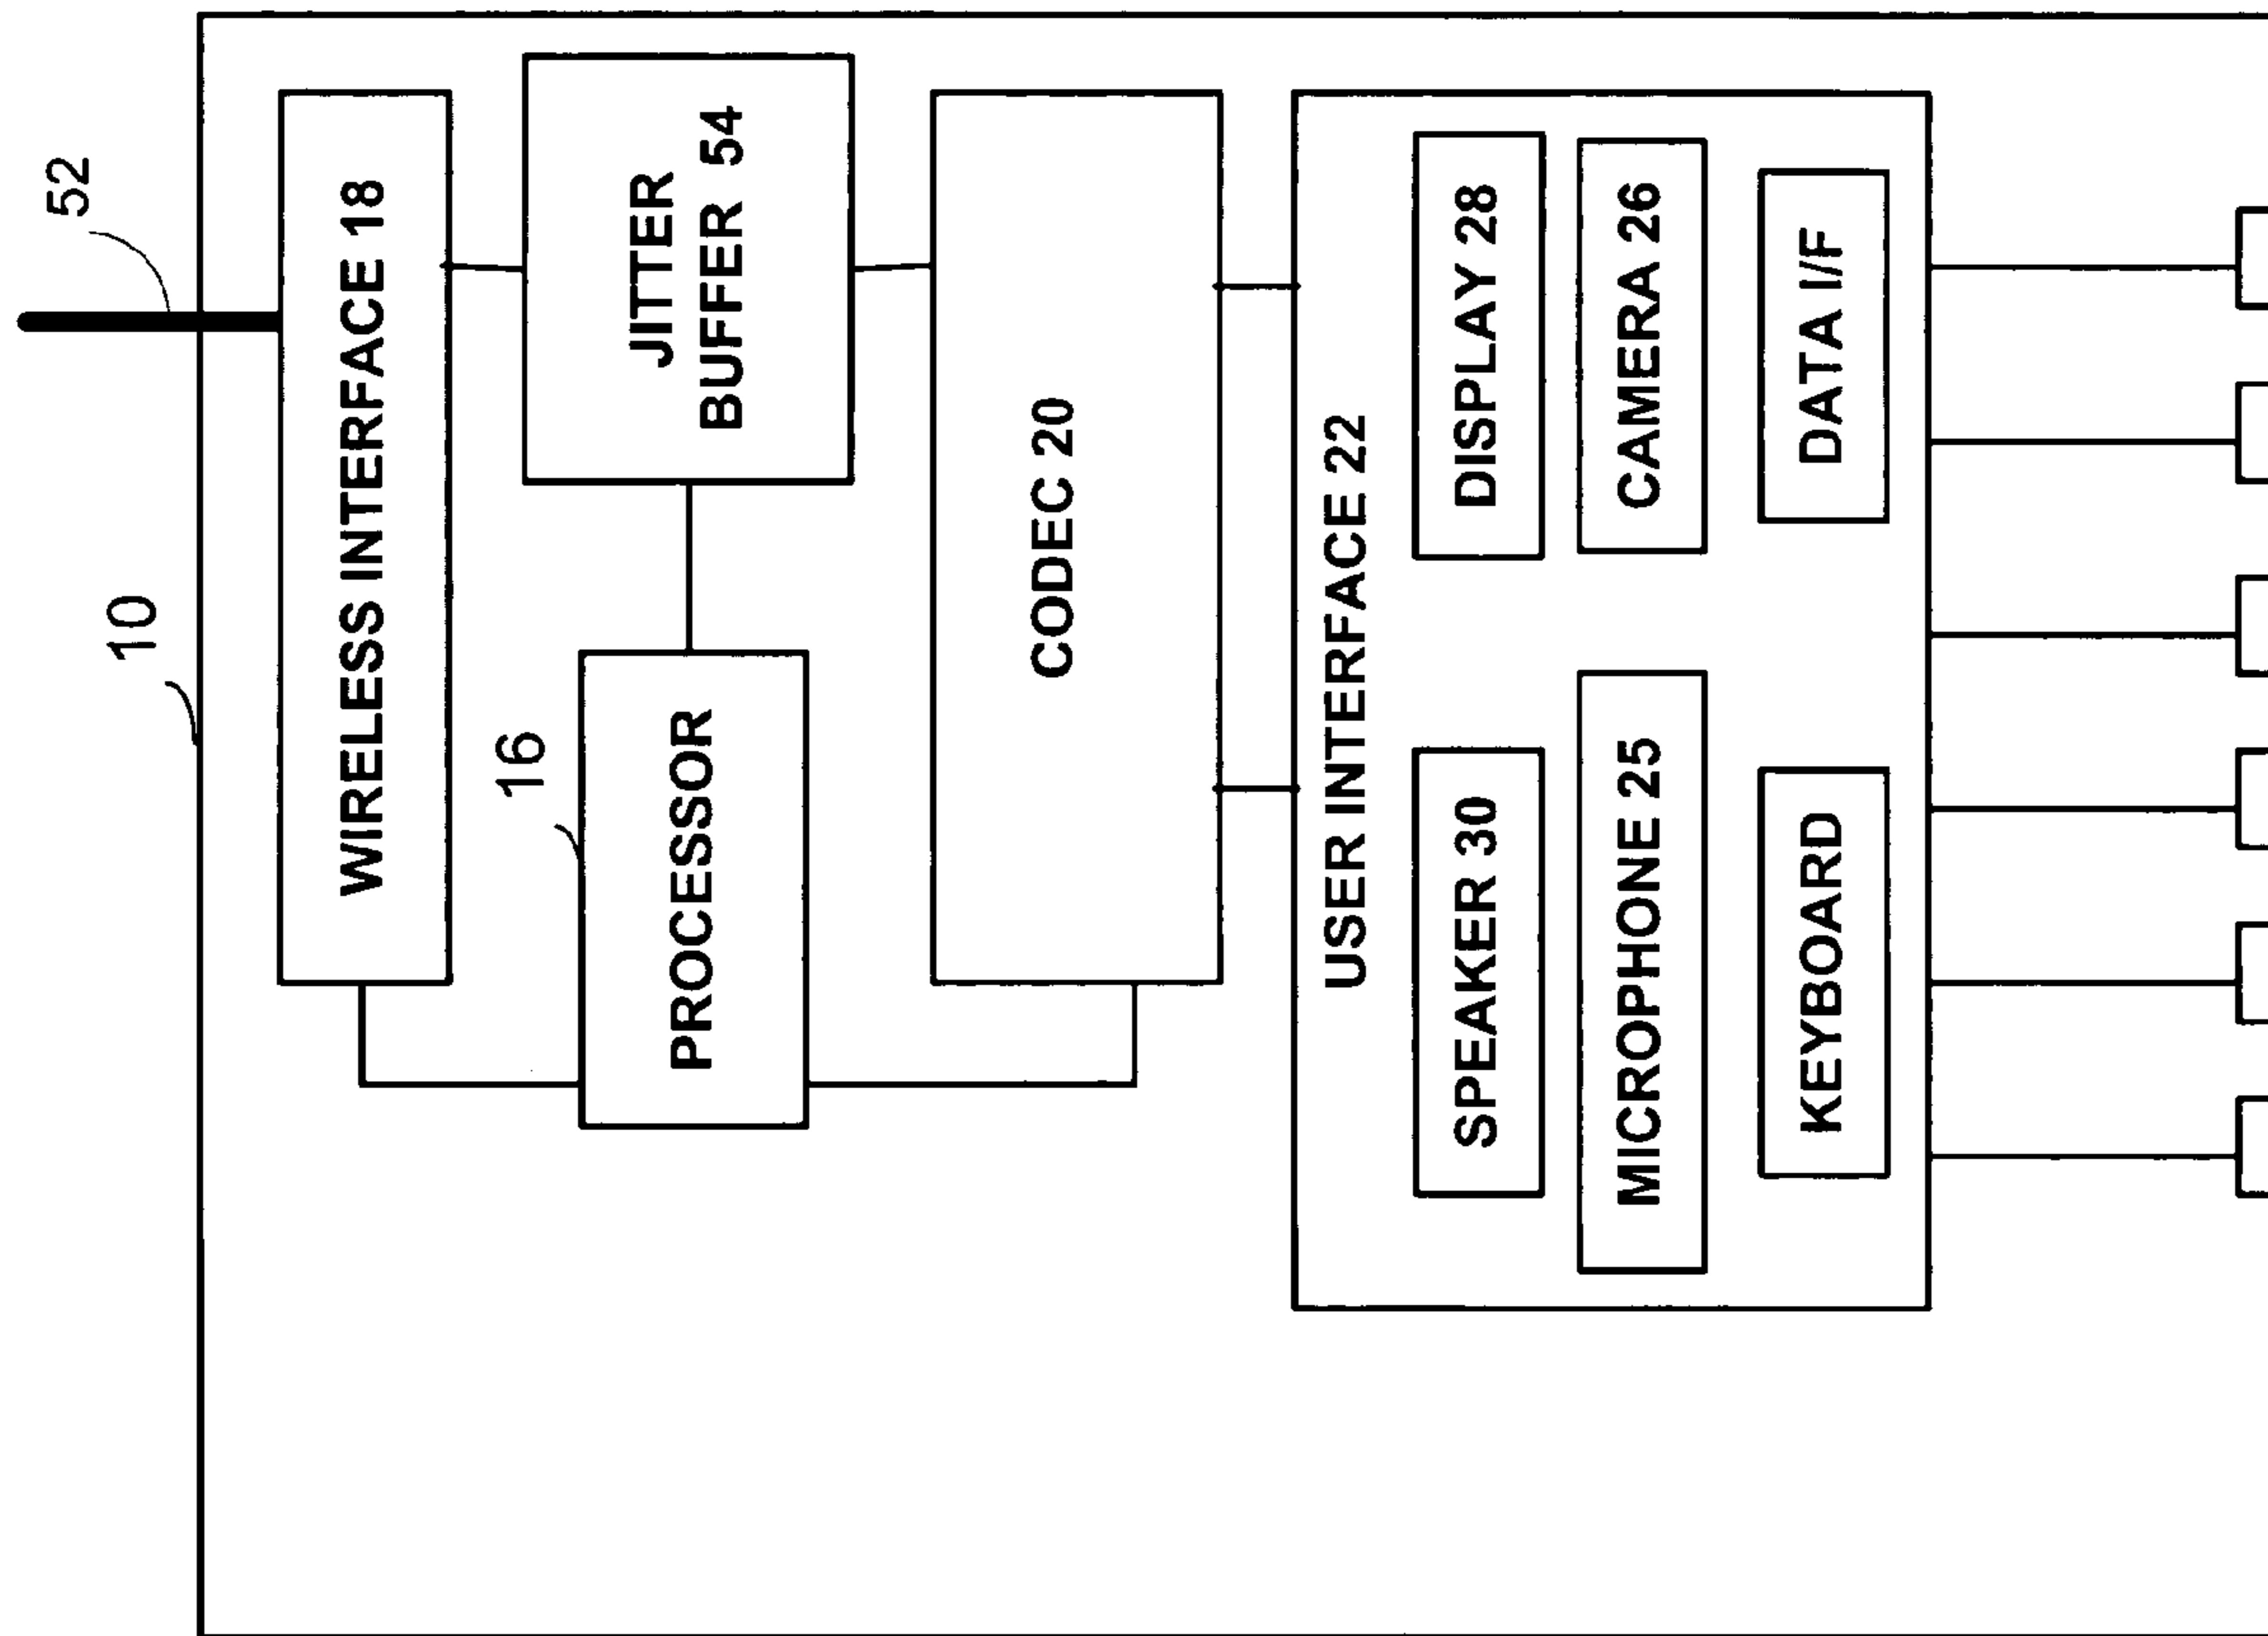 52
10
WIRELESS INTERFACE 18
16
PROCESSOR
JITTER
BUFFER 54
CODEC 20
USER INTERFACE 22
SPEAKER 30
DISPLAY 28
MICROPHONE 25
CAMERA 26
KEYBOARD
DATA I/F